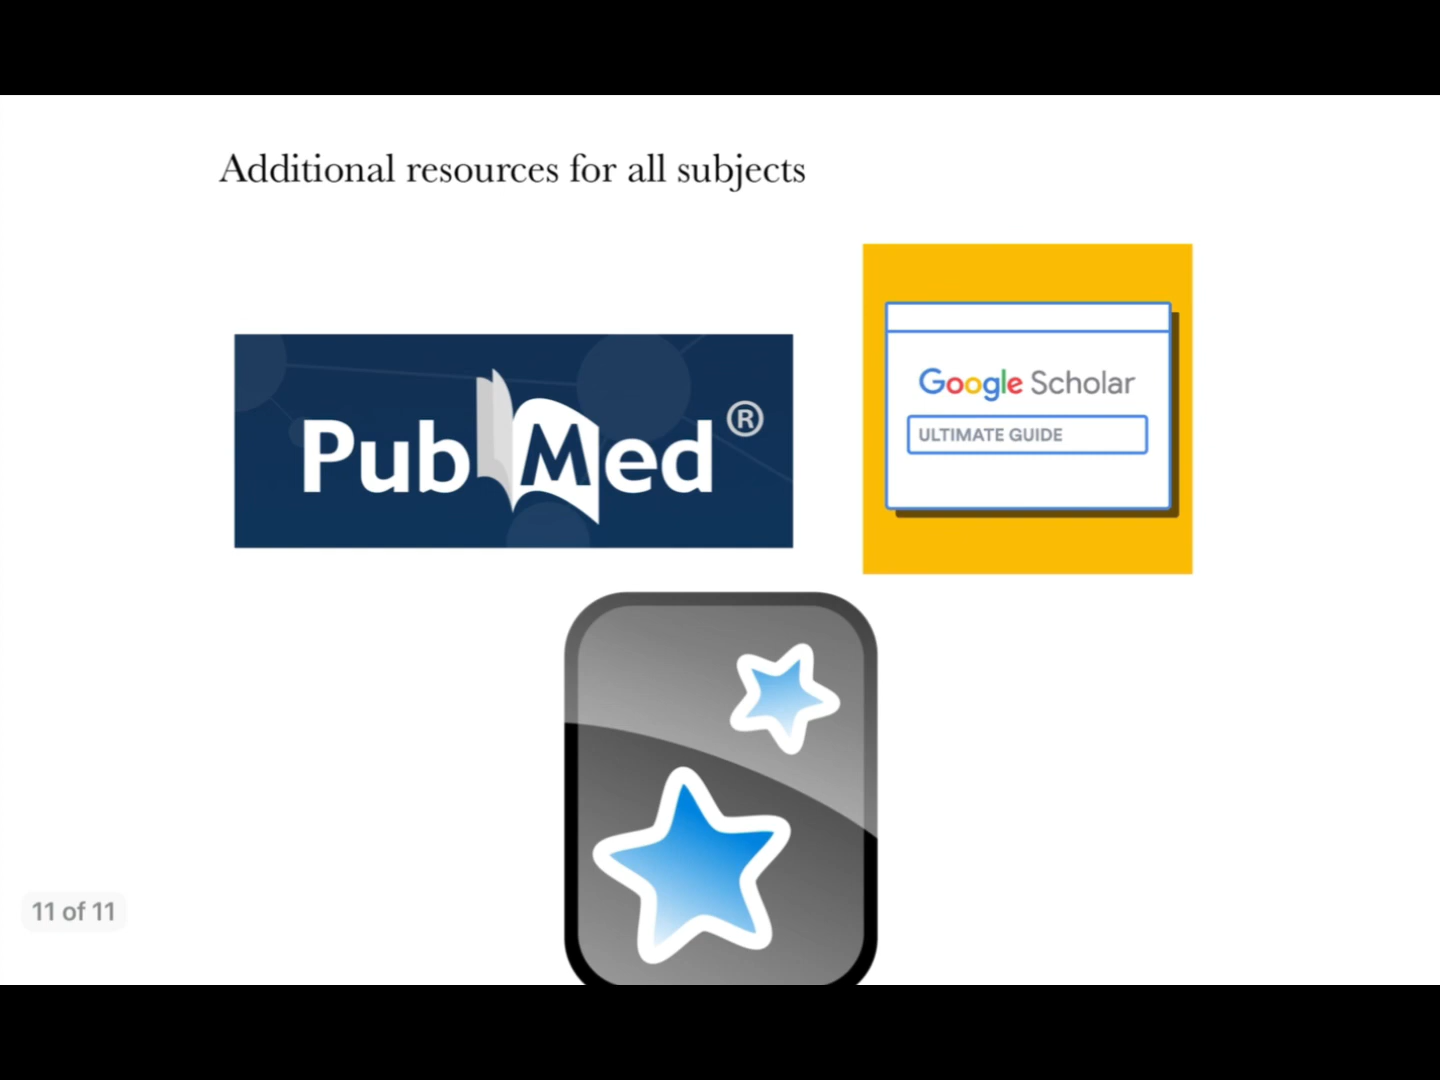 Additional resources for all subjects
PubMed®
Google Scholar
ULTIMATE GUIDE
11 of 11